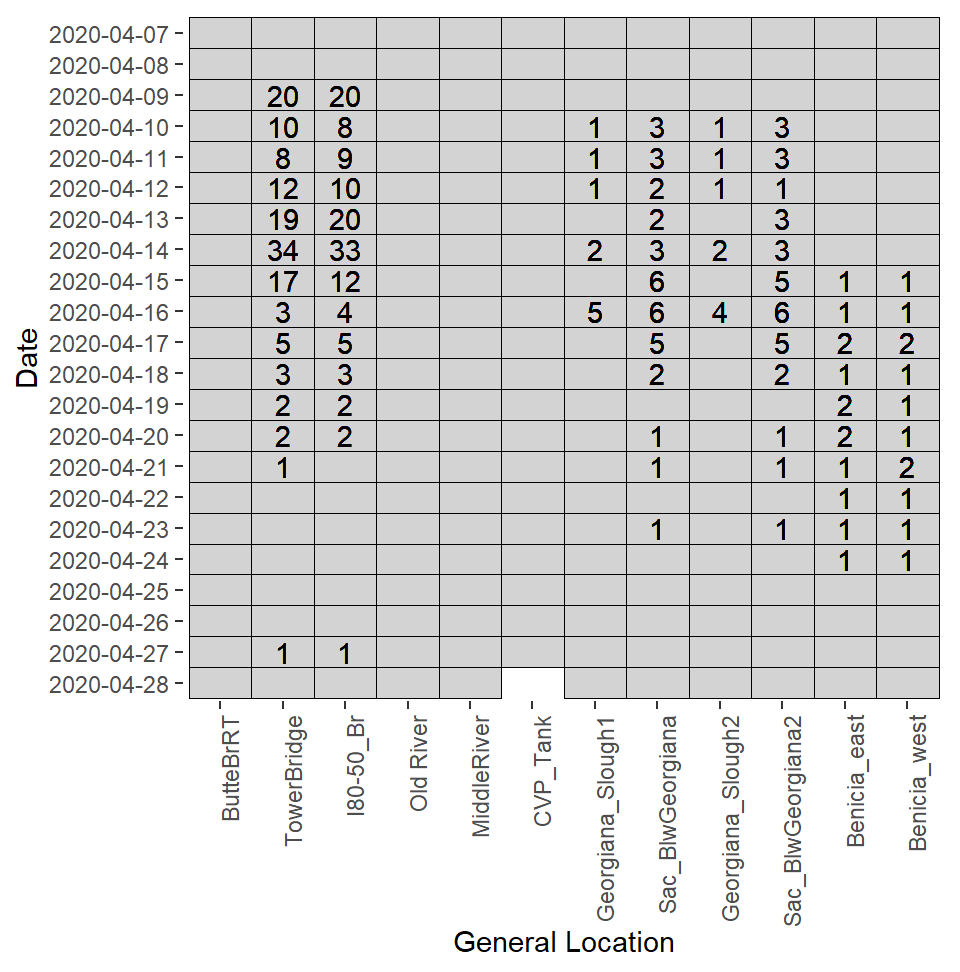 2020-04-07
2020-04-08
2020-04-09 20 20
2020-04-10 10 8 1 3 1 3
2020-04-11 8 9 1 3 1 3
2020-04-12 12 10 1 2 1 1
2020-04-13 19 20 2 3
2020-04-14 34 33 2 3 2 3
2020-04-15 17 12 6 5 1 1
2020-04-16 3 4 5 6 4 6 1 1
2020-04-17 5 5 5 5 2 2
2020-04-18 3 3 2 2 1 1
2020-04-19 2 2 2 1
2020-04-20 2 2 1 1 2 1
2020-04-21 1 1 1 1 2
2020-04-22 1 1
2020-04-23 1 1 1 1
2020-04-24 1 1
2020-04-25
2020-04-26
2020-04-27 1 1
2020-04-28
Date
ButteBrRT
TowerBridge
I80-50_Br
Old River
MiddleRiver
CVP_Tank
Georgiana_Slough1
Sac_BlwGeorgiana
Georgiana_Slough2
Sac_BlwGeorgiana2
Benicia_east
Benicia_west
General Location